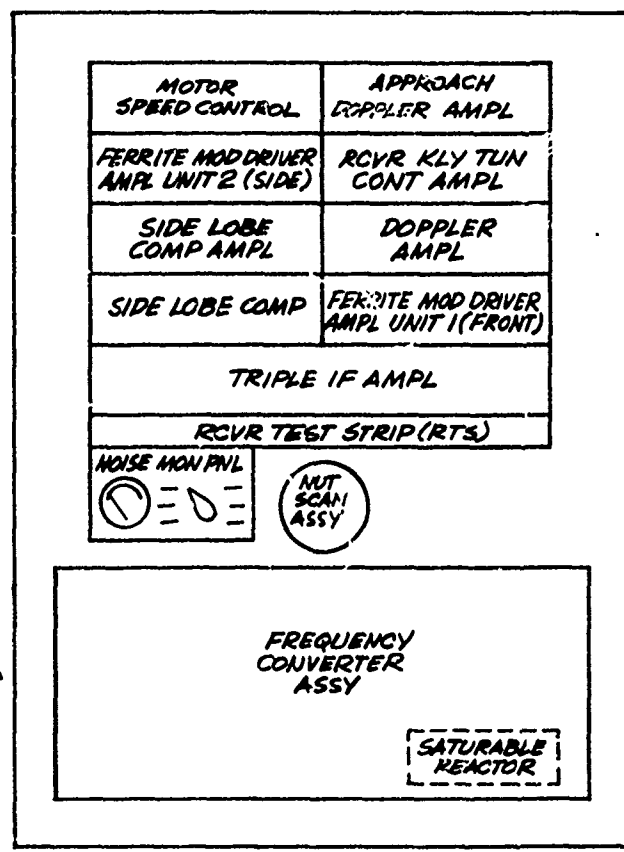 MOTOR
SPEED CONTROL
APPROACH
DOPPLER AMPL
FERRITE MOD DRIVER
AMPL UNIT 2 (SIDE)
RCVR KLY TUN
CONT AMPL
SIDE LOBE
COMP AMPL
DOPPLER
AMPL
SIDE LOBE COMP
FERRITE MOD DRIVER
AMPL UNIT 1 (FRONT)
TRIPLE IF AMPL
RCVR TEST STRIP (RTS)
NOISE MON PNL
NUT
SCAN
ASSY
FREQUENCY
CONVERTER
ASSY
SATURABLE
REACTOR